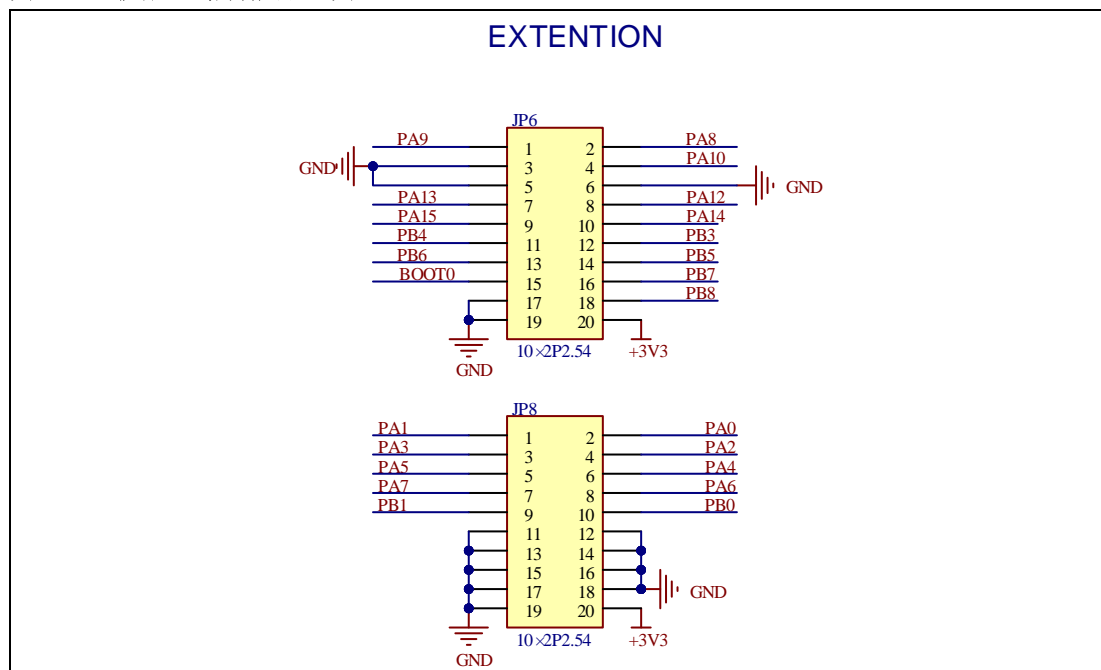 EXTENTION
JP6
PA9 1 2 PA8
GND 3 4 PA10
5 6 GND
PA13 7 8 PA12
PA15 9 10 PA14
PB4 11 12 PB3
PB6 13 14 PB5
BOOT0 15 16 PB7
17 18 PB8
19 20
GND 10×2P2.54 +3V3
JP8
PA1 1 2 PA0
PA3 3 4 PA2
PA5 5 6 PA4
PA7 7 8 PA6
PB1 9 10 PB0
11 12
13 14
15 16
17 18 GND
19 20
GND 10×2P2.54 +3V3